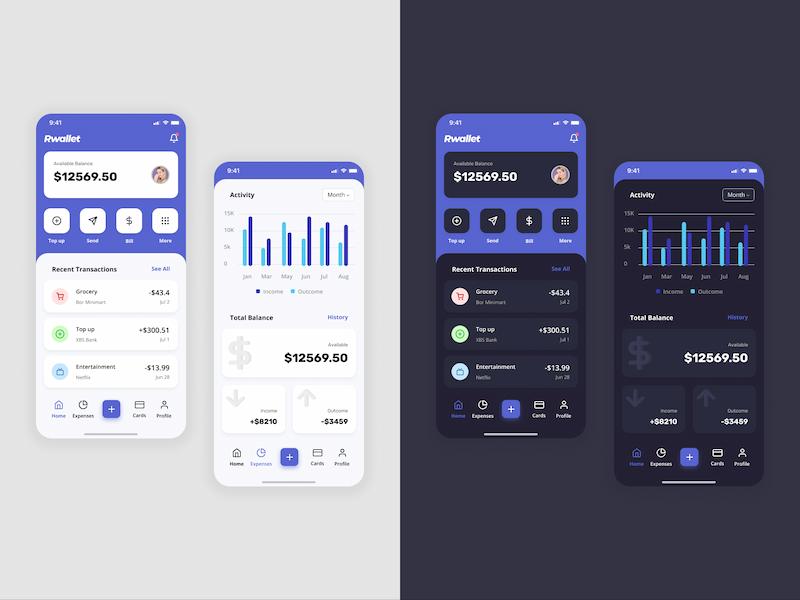 9:41
Rwallet
Available Balance
$12569.50
Top up Send Bill More
Recent Transactions See All
Grocery -$43.4
Bor Minimart Jul 2
Top up +$300.51
XBS Bank Jul 1
Entertainment -$13.99
Netflix Jun 28
Home Expenses Cards Profile
9:41
Activity Month
15K
10K
5k
0
Jan Mar May Jun Jul Aug
Income Outcome
Total Balance History
$ Available
$12569.50
Income Outcome
+$8210 -$3459
Home Expenses Cards Profile
9:41
Rwallet
Available Balance
$12569.50
Top up Send Bill More
Recent Transactions See All
Grocery -$43.4
Bor Minimart Jul 2
Top up +$300.51
XBS Bank Jul 1
Entertainment -$13.99
Netflix Jun 28
Home Expenses Cards Profile
9:41
Activity Month
15K
10K
5k
0
Jan Mar May Jun Jul Aug
Income Outcome
Total Balance History
$ Available
$12569.50
Income Outcome
+$8210 -$3459
Home Expenses Cards Profile